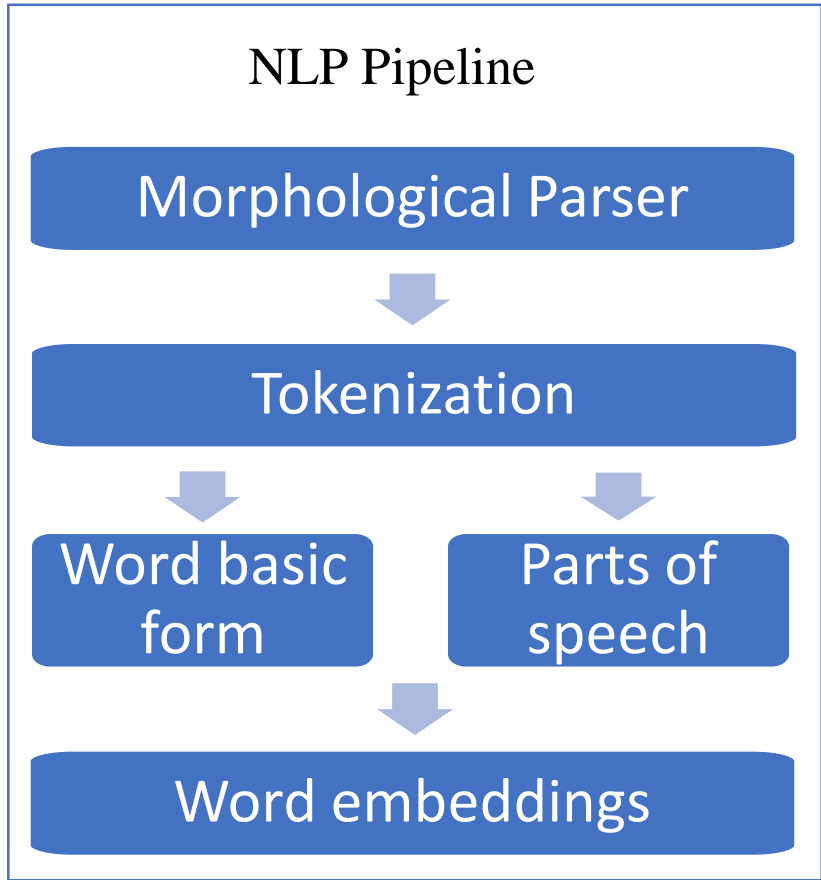 NLP Pipeline
Morphological Parser
Tokenization
Word basic
form
Parts of
speech
Word embeddings